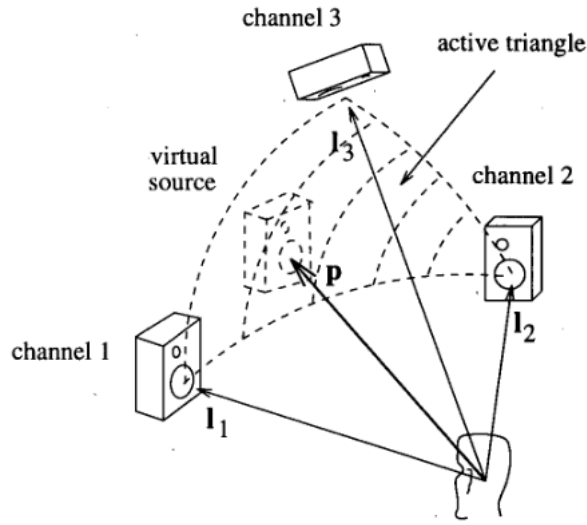 channel 3
active triangle
l3
virtual
source
channel 2
p
l2
channel 1
l1